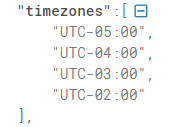 "timezones":[
"UTC-05:00",
"UTC-04:00",
"UTC-03:00",
"UTC-02:00"
],